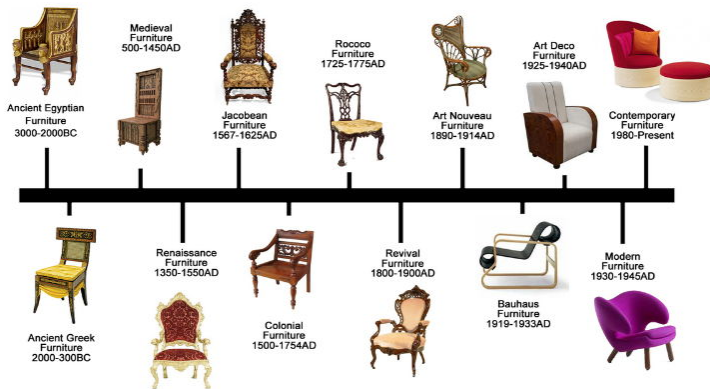 Ancient Egyptian
Furniture
3000-2000BC
Medieval
Furniture
500-1450AD
Jacobean
Furniture
1567-1625AD
Rococo
Furniture
1725-1775AD
Art Nouveau
Furniture
1890-1914AD
Art Deco
Furniture
1925-1940AD
Contemporary
Furniture
1980-Present
Ancient Greek
Furniture
2000-300BC
Renaissance
Furniture
1350-1550AD
Colonial
Furniture
1500-1754AD
Revival
Furniture
1800-1900AD
Bauhaus
Furniture
1919-1933AD
Modern
Furniture
1930-1945AD